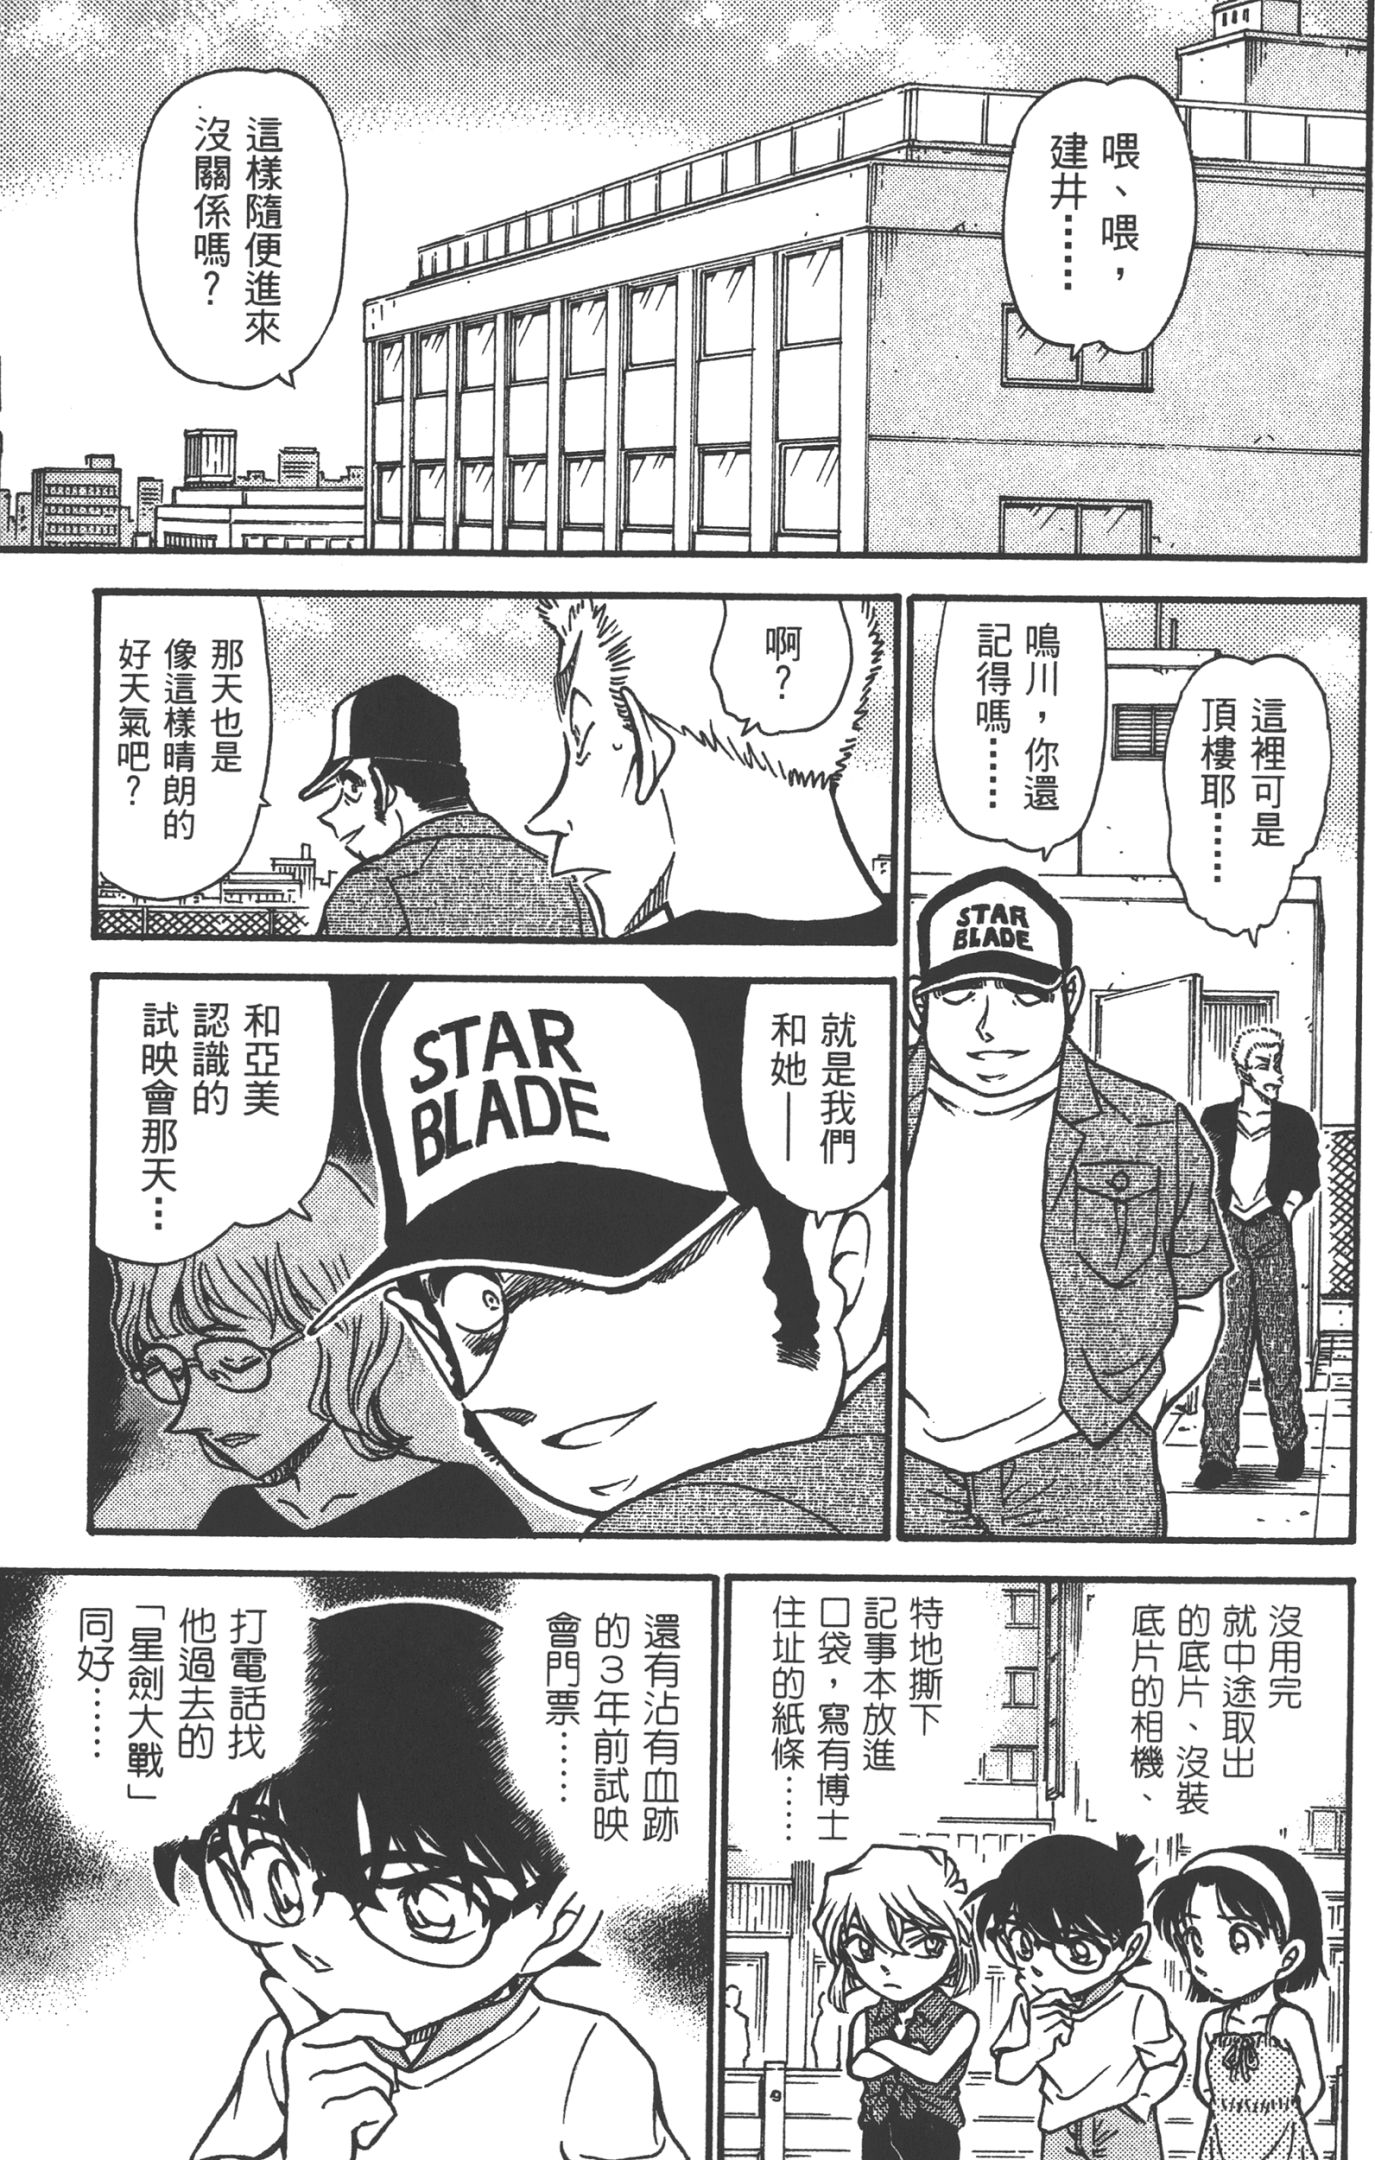 喂、喂，
建井……
這樣隨便進來
沒關係嗎？
這裡可是
頂樓耶……
鳴川，你還
記得嗎……
STAR
BLADE
啊？
那天也是
像這樣晴朗的
好天氣吧？
就是我們
和她——
STAR
BLADE
和亞美
認識的
試映會那天…
沒用完
就中途取出
的底片、沒裝
底片的相機、
特地撕下
記事本放進
口袋，寫有博士
住址的紙條……
還有沾有血跡
的3年前試映
會門票……
打電話找
他過去的
「星劍大戰」
同好……